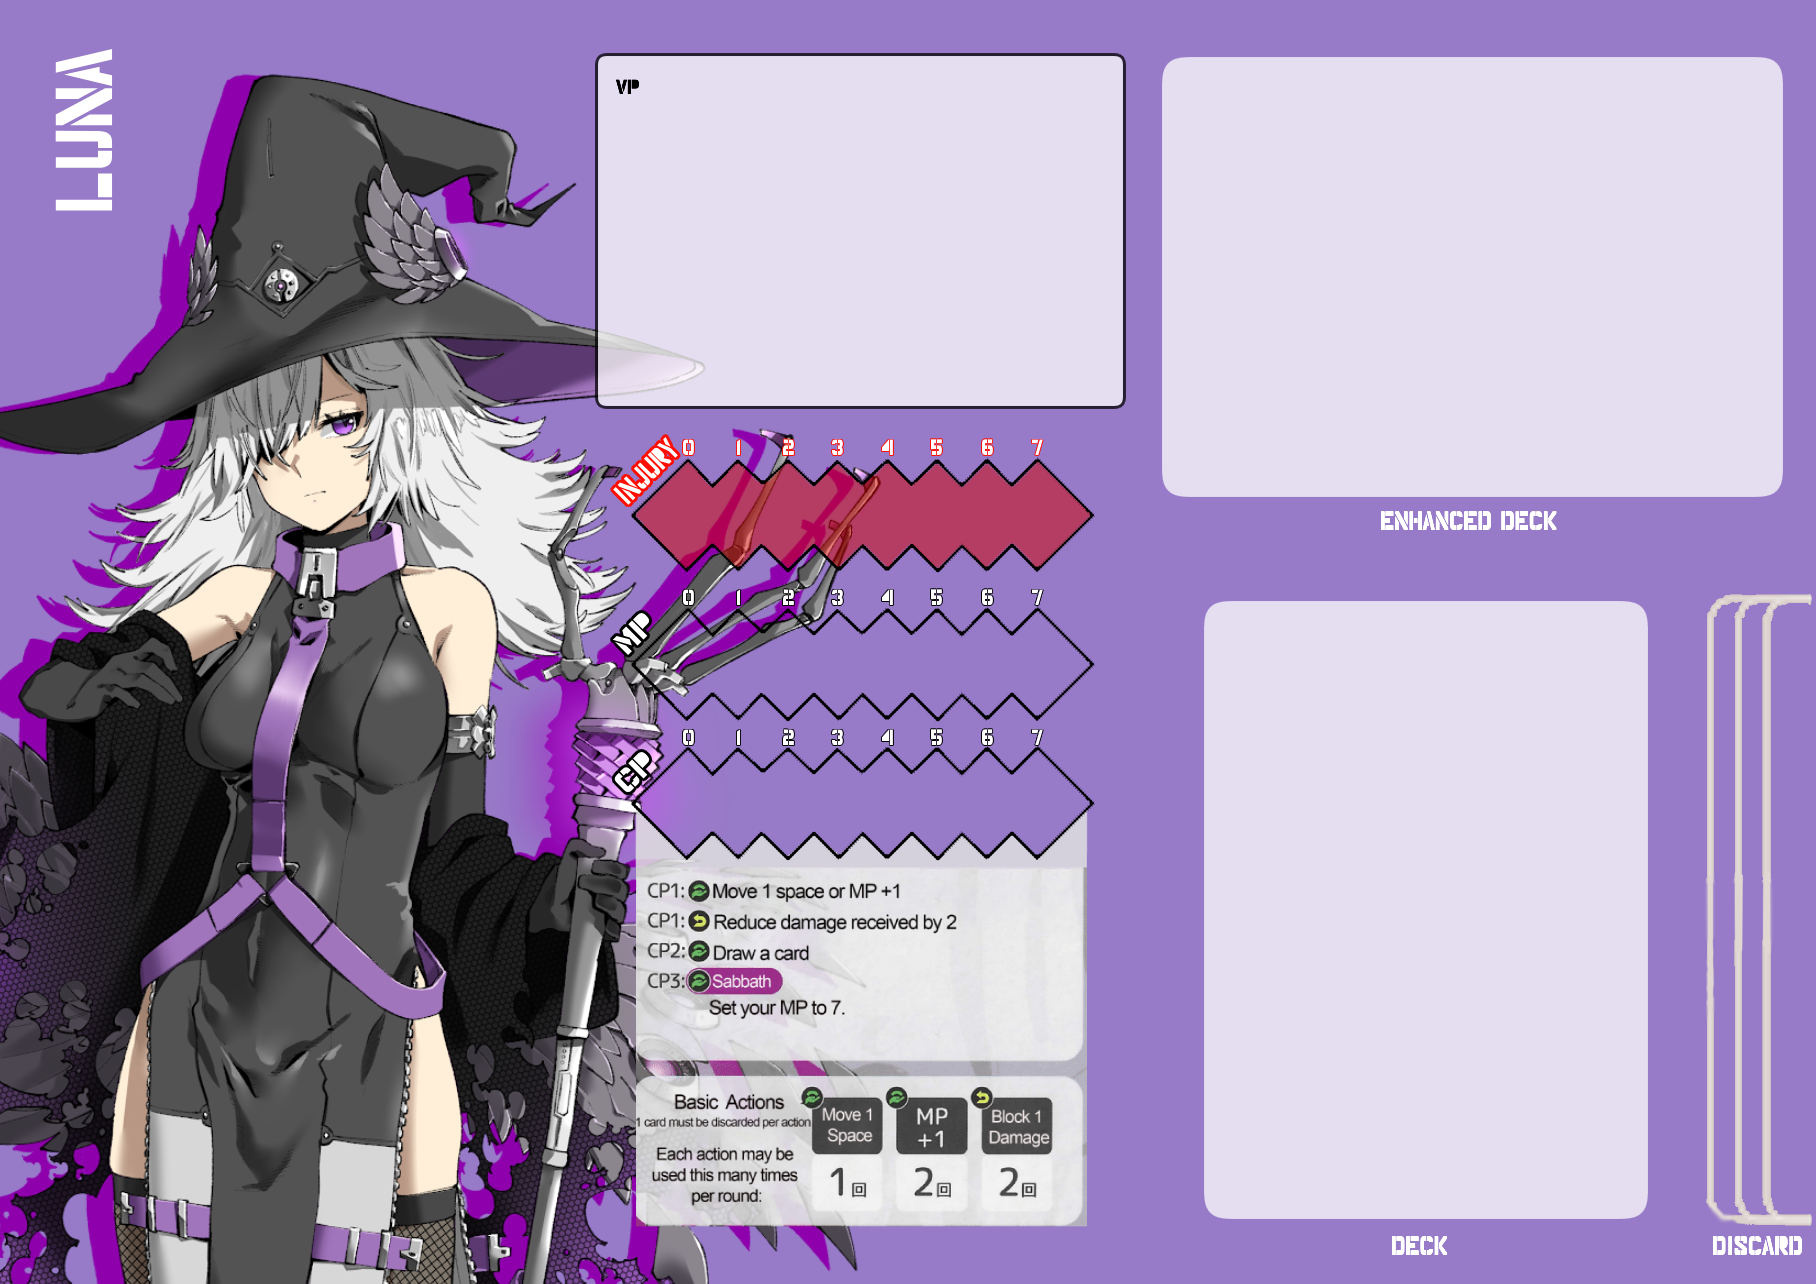 LUNA
VP
INJURY
0 1 2 3 4 5 6 7
MP
0 1 2 3 4 5 6 7
CP
0 1 2 3 4 5 6 7
CP1: Move 1 space or MP +1
CP1: Reduce damage received by 2
CP2: Draw a card
CP3: Sabbath
Set your MP to 7.
Basic Actions
1 card must be discarded per action
Each action may be
used this many times
per round:
Move 1
Space
1回
MP
+1
2回
Block 1
Damage
2回
ENHANCED DECK
DECK
DISCARD